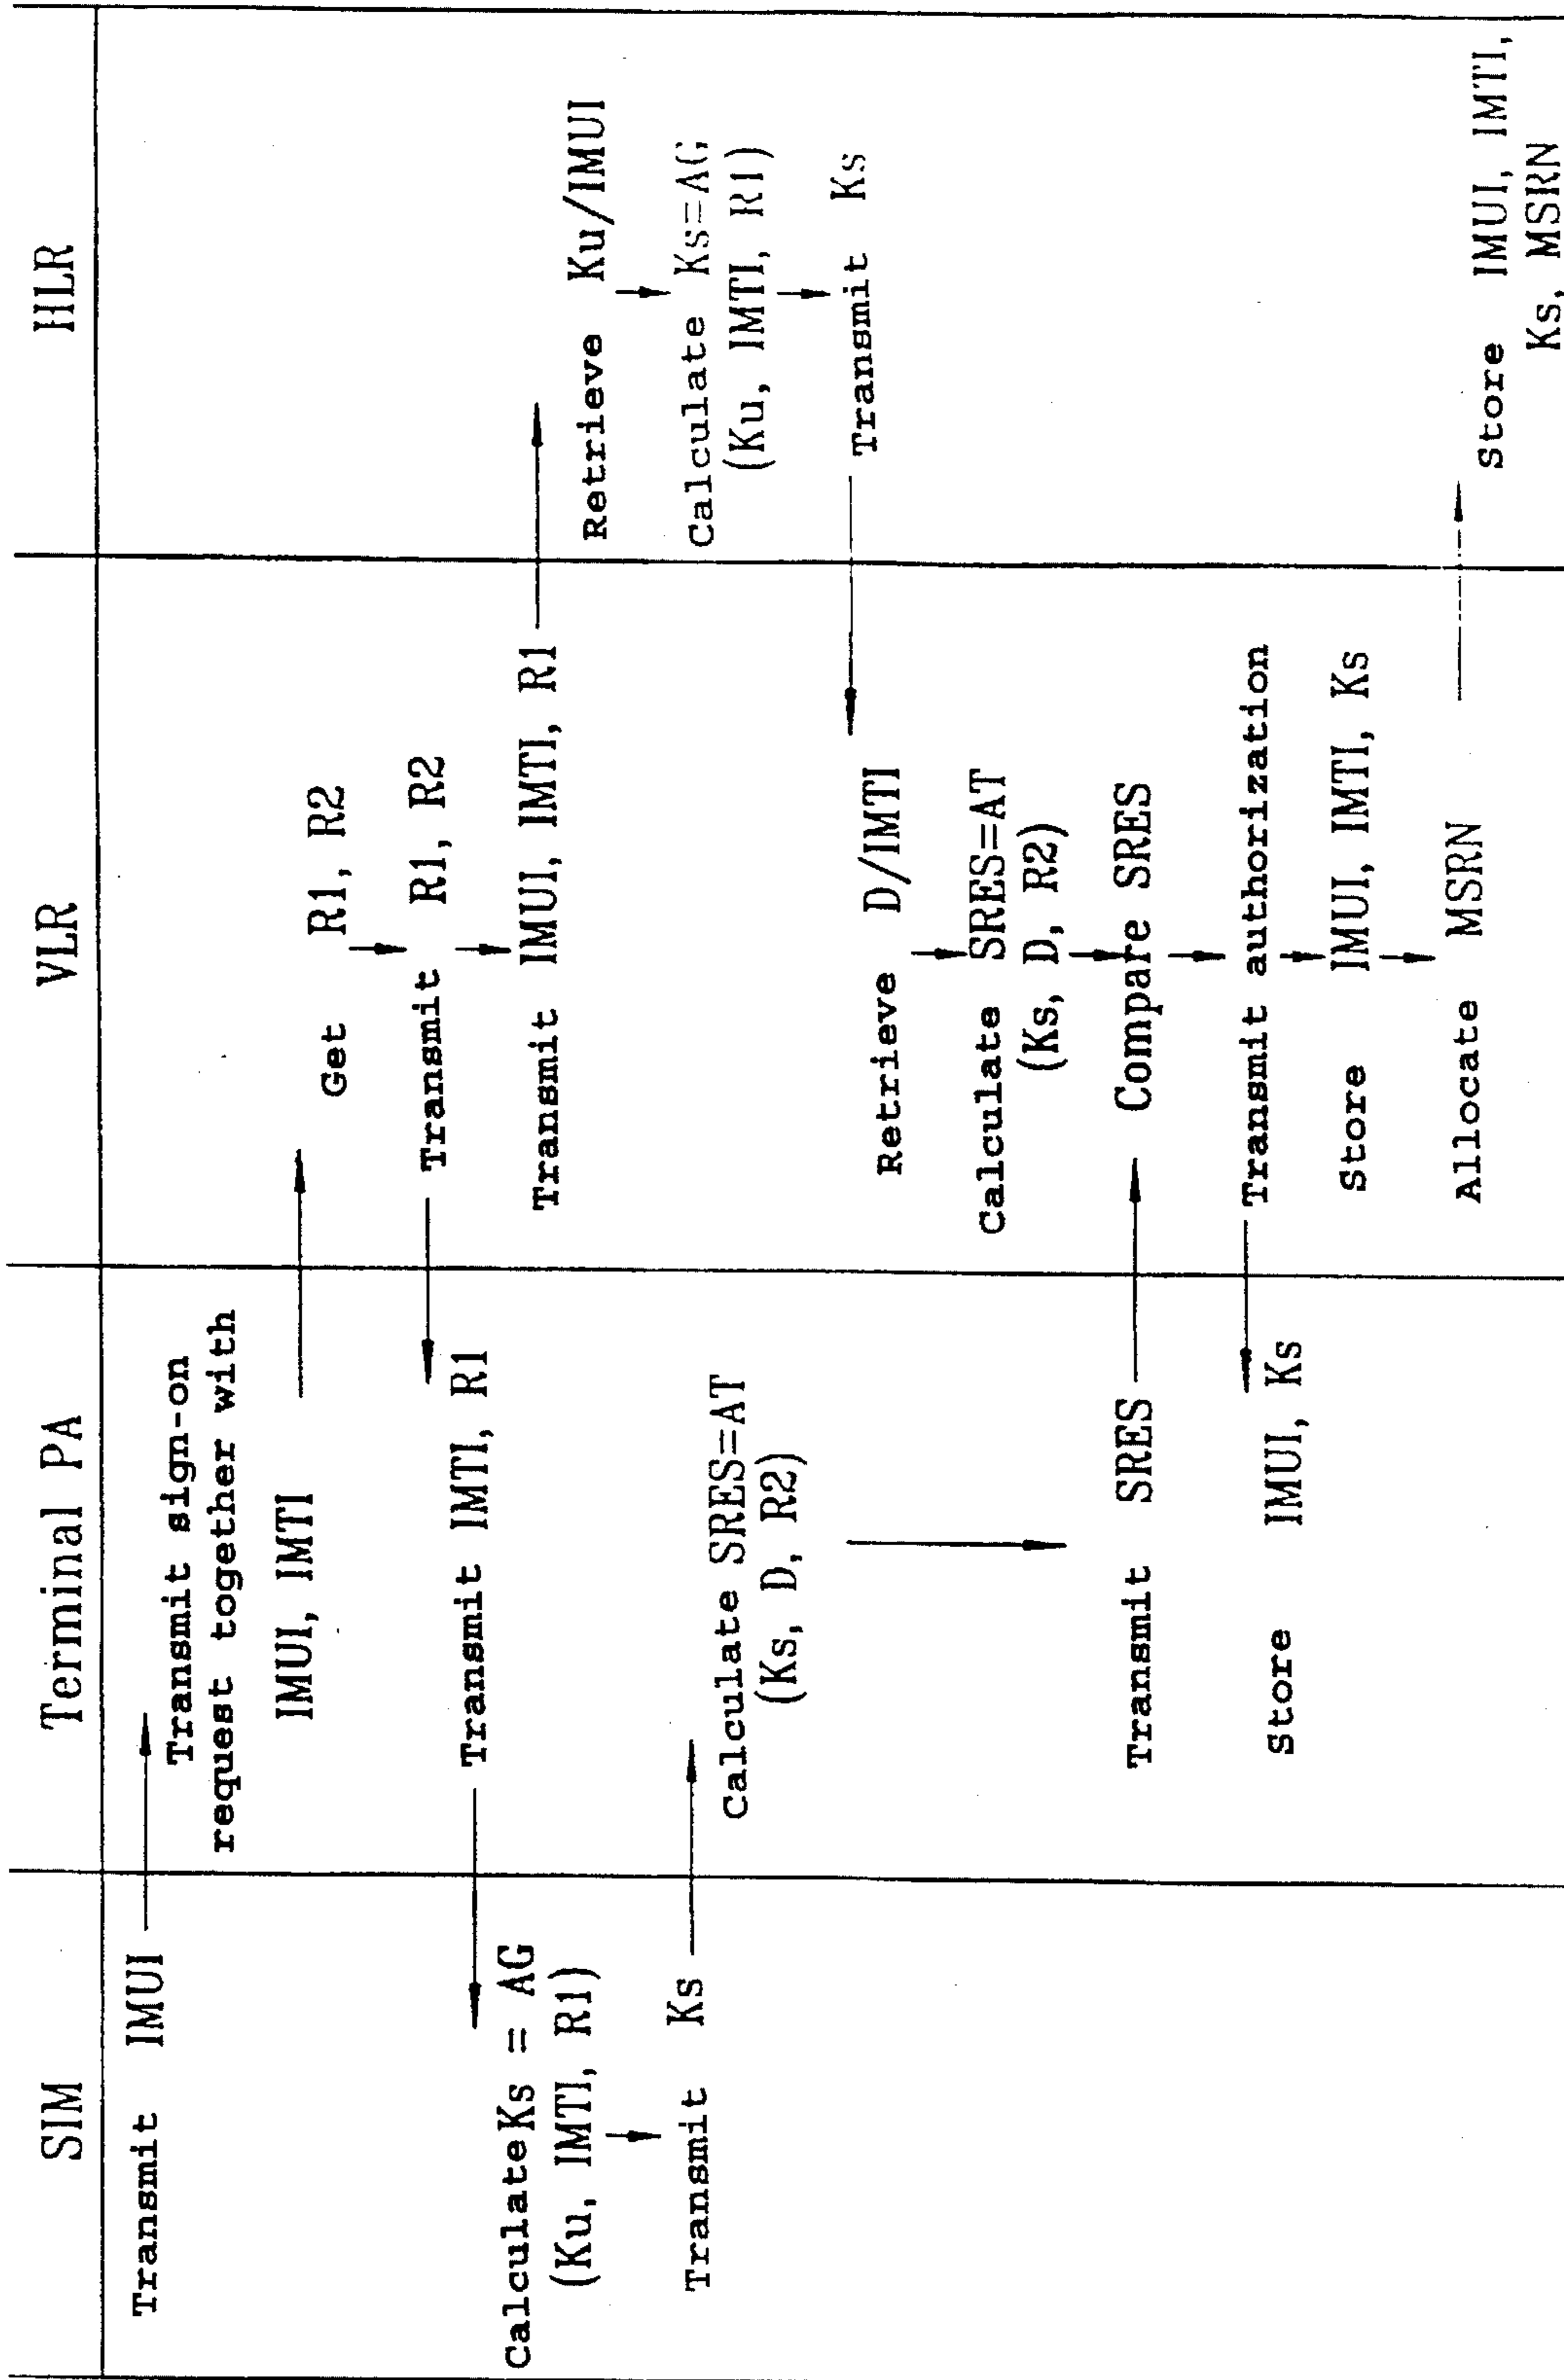 SIM
Terminal PA
VLR
HLR
Transmit IMUI
Transmit sign-on
request together with
IMUI, IMTI
Get R1, R2
Transmit R1, R2
Transmit IMUI, IMTI, R1
Transmit IMTI, R1
Retrieve Ku/IMUI
Calculate Ks=AG
(Ku, IMTI, R1)
Transmit Ks
Calculate Ks = AG
(Ku, IMTI, R1)
Transmit Ks
Calculate SRES=AT
(Ks, D, R2)
Retrieve D/IMTI
Calculate SRES=AT
(Ks, D, R2)
Transmit SRES
Compare SRES
Transmit authorization
Store IMUI, Ks
Store IMUI, IMTI, Ks
Allocate MSRN
Store IMUI, IMTI,
Ks, MSRN